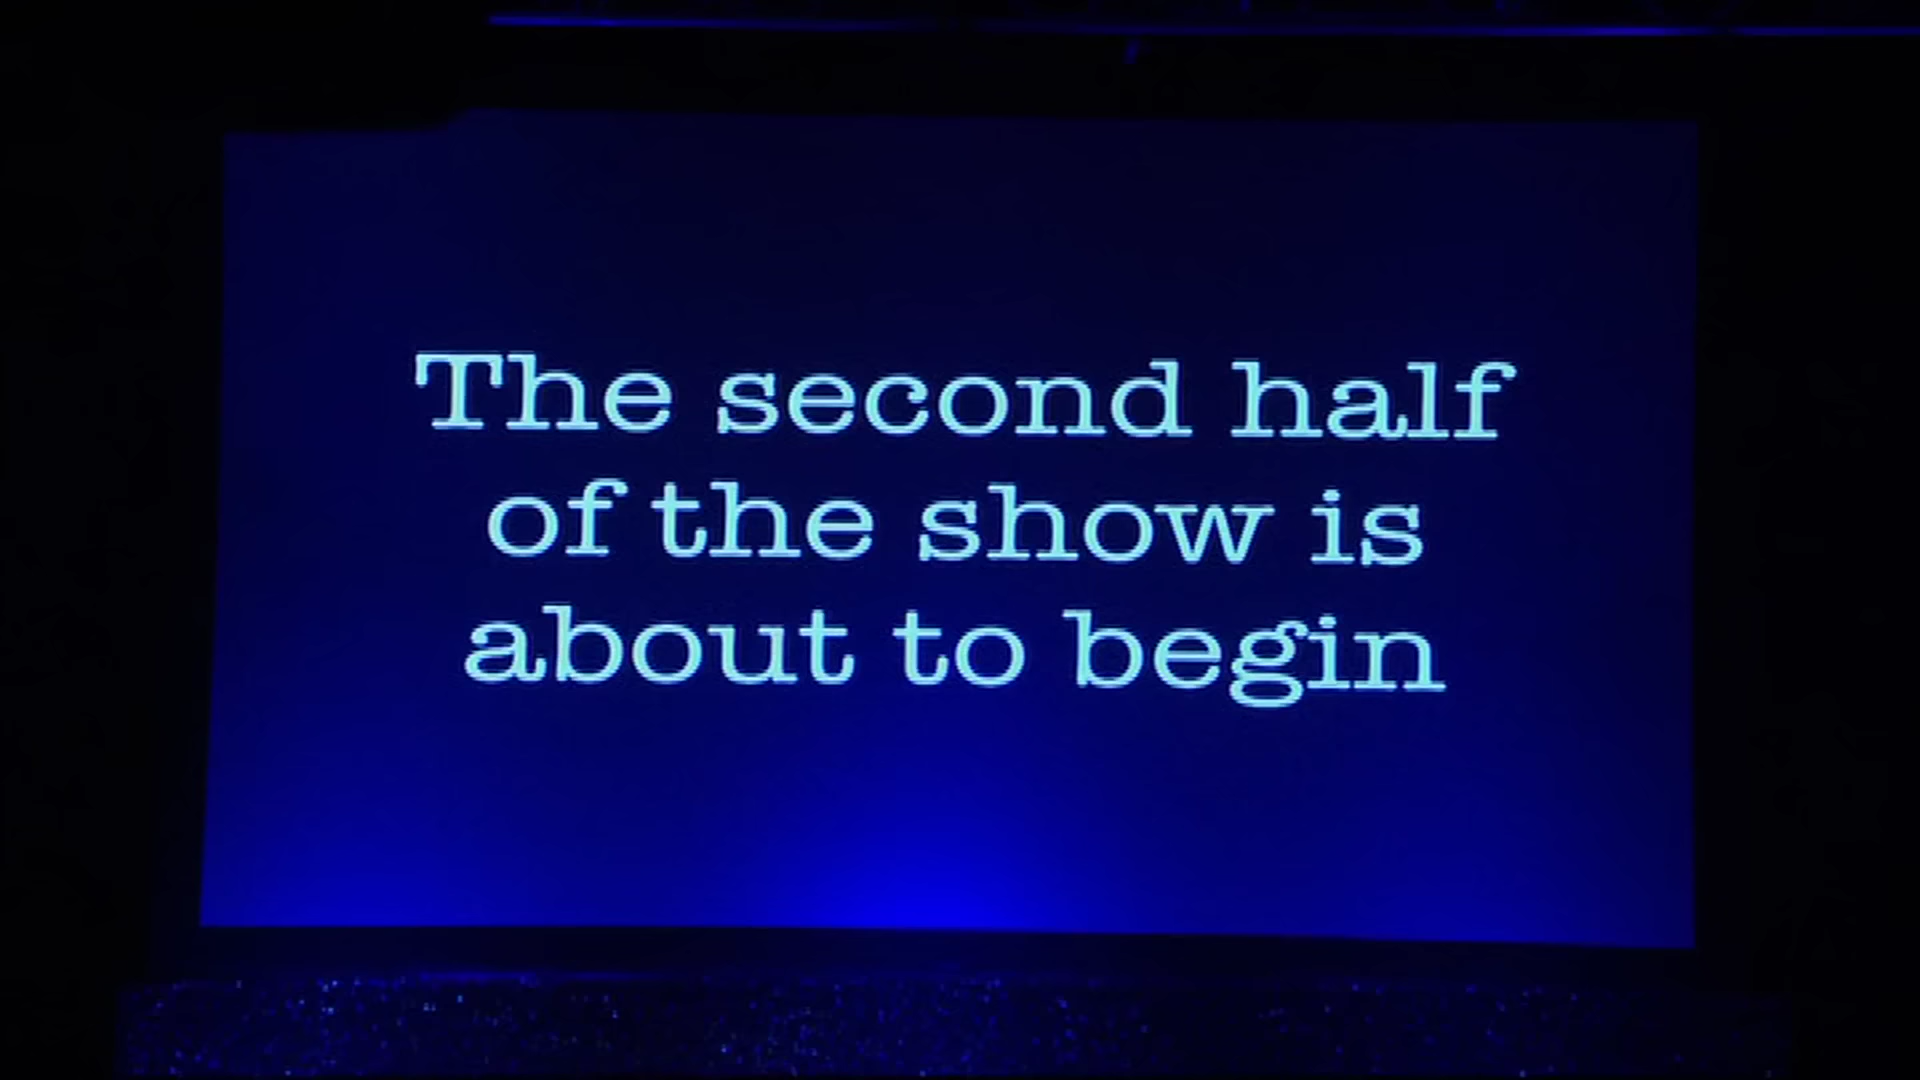 The second half
of the show is
about to begin